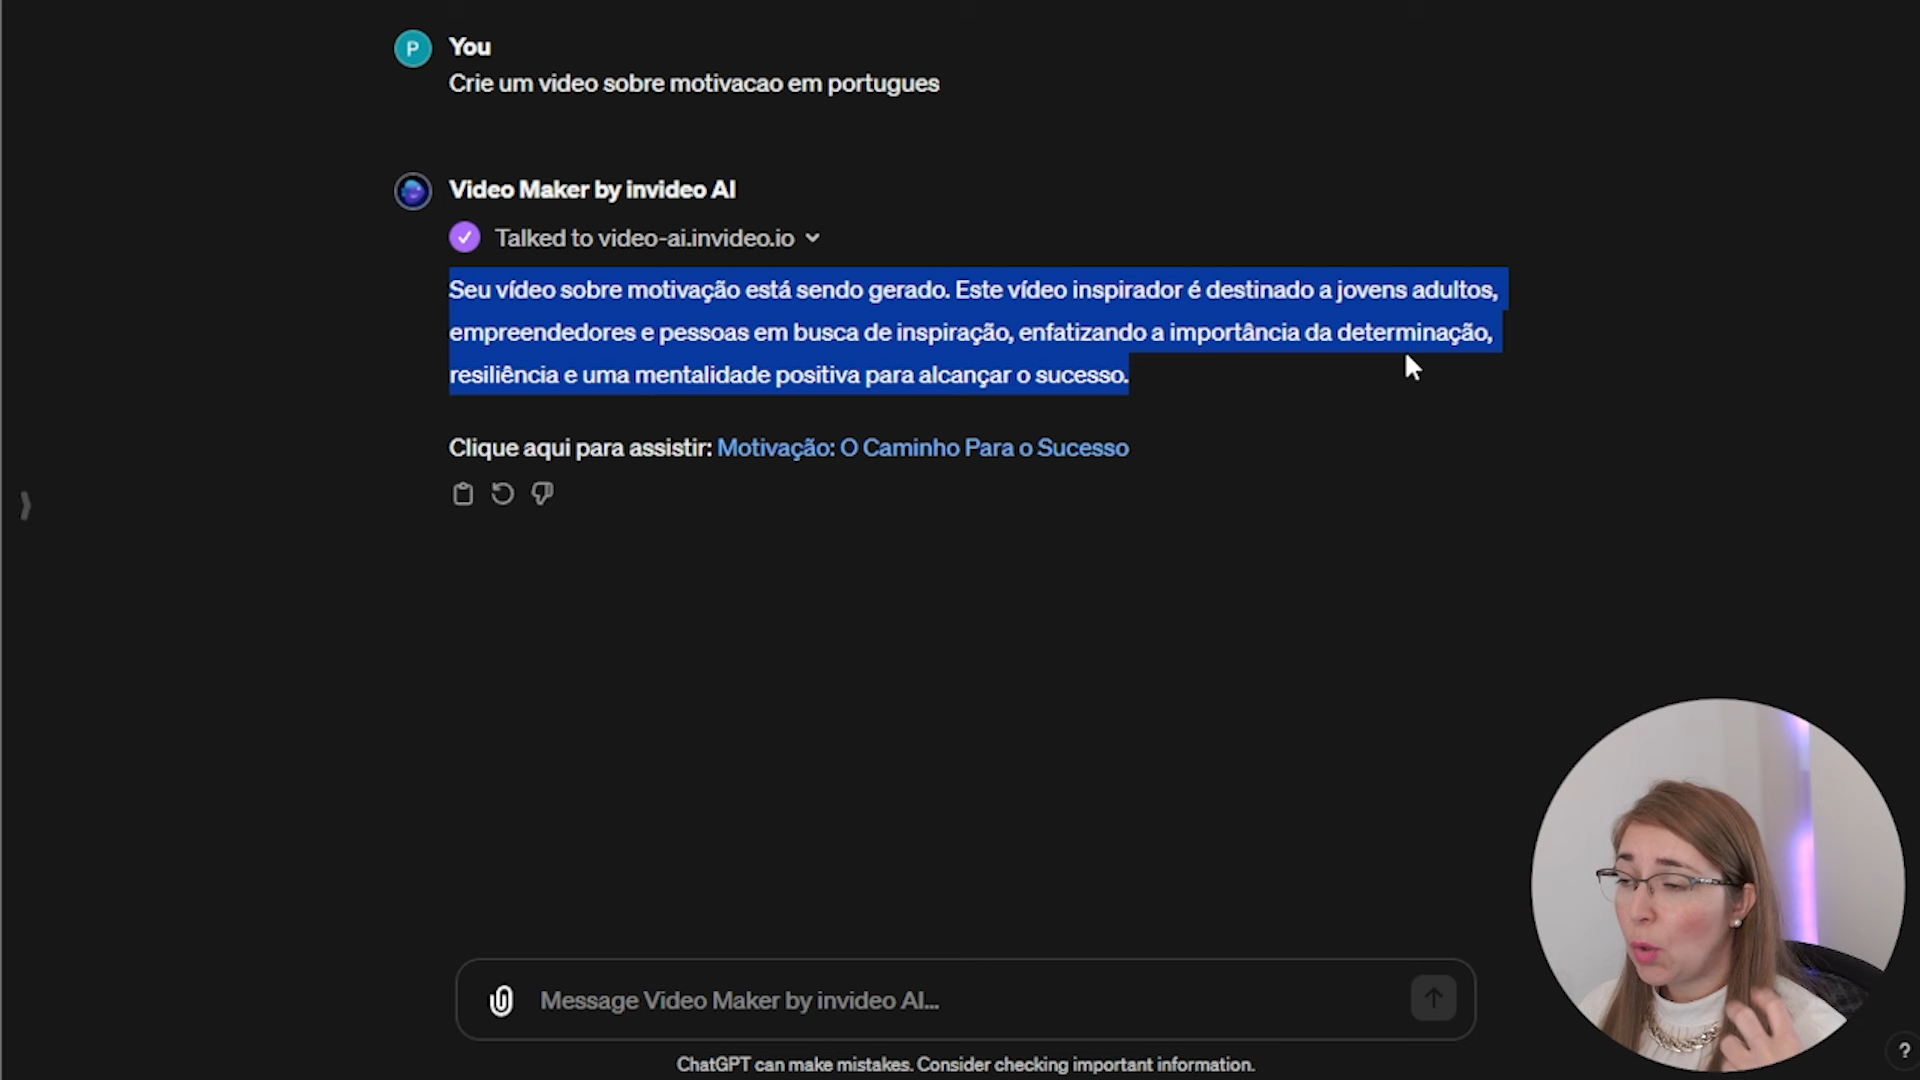 P
You
Crie um video sobre motivacao em portugues
Video Maker by invideo AI
Talked to video-ai.invideo.io
Seu vídeo sobre motivação está sendo gerado. Este vídeo inspirador é destinado a jovens adultos,
empreendedores e pessoas em busca de inspiração, enfatizando a importância da determinação,
resiliência e uma mentalidade positiva para alcançar o sucesso.
Clique aqui para assistir: Motivação: O Caminho Para o Sucesso
Message Video Maker by invideo AI...
ChatGPT can make mistakes. Consider checking important information.
?